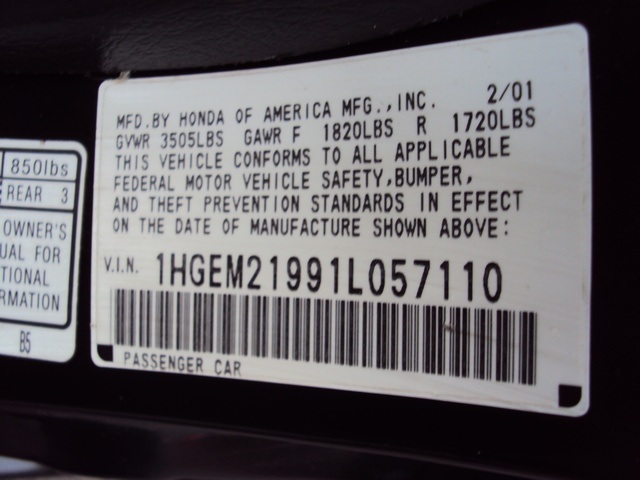 MFD.BY HONDA OF AMERICA MFG.,INC. 2/01
GVWR 3505LBS GAWR F 1820LBS R 1720LBS
THIS VEHICLE CONFORMS TO ALL APPLICABLE
FEDERAL MOTOR VEHICLE SAFETY,BUMPER,
AND THEFT PREVENTION STANDARDS IN EFFECT
ON THE DATE OF MANUFACTURE SHOWN ABOVE:
V.I.N. 1HGEM21991L057110
PASSENGER CAR
850lbs
REAR 3
OWNER'S
UAL FOR
TIONAL
RMATION
B5